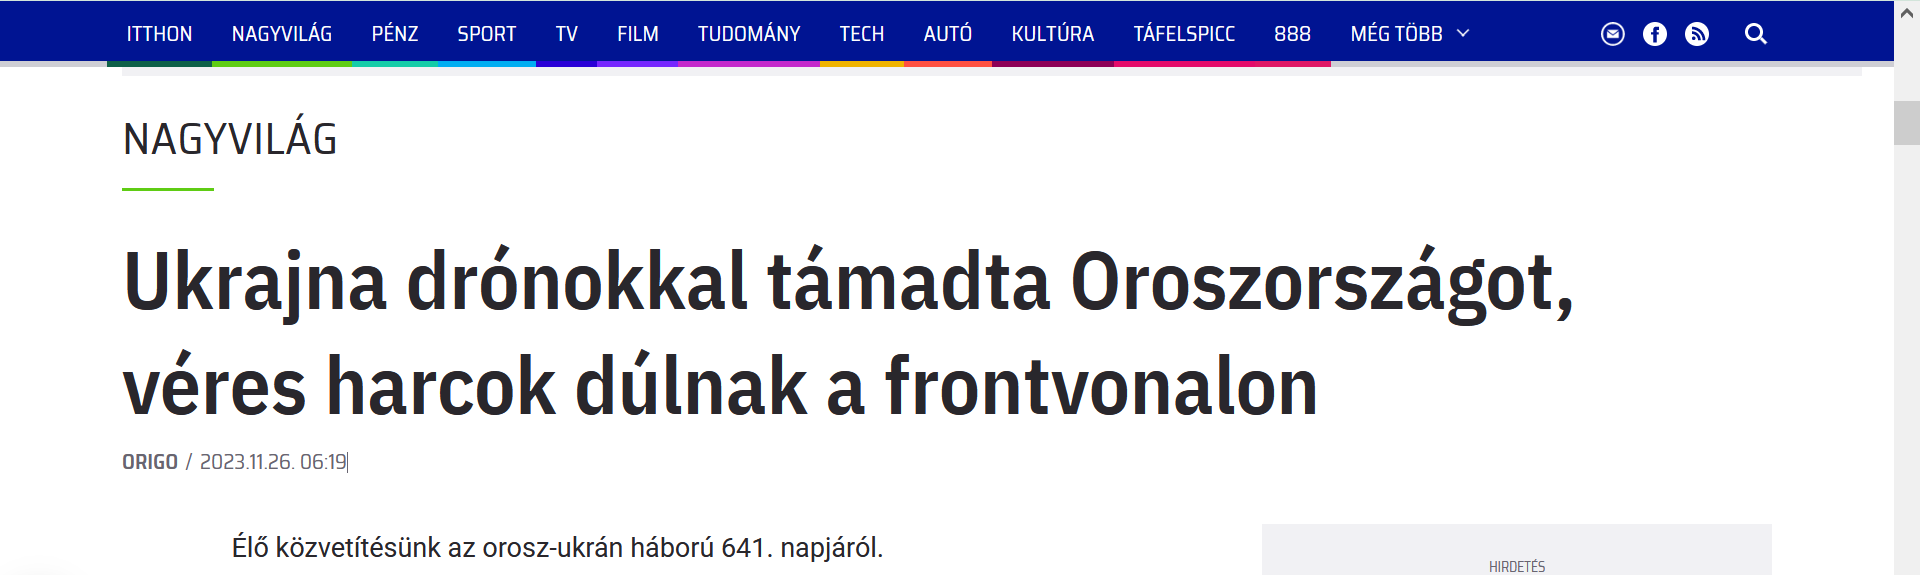 ITTHON NAGYVILÁG PÉNZ SPORT TV FILM TUDOMÁNY TECH AUTÓ KULTÚRA TÁFELSPICC 888 MÉG TÖBB
NAGYVILÁG
Ukrajna drónokkal támadta Oroszországot,
véres harcok dúlnak a frontvonalon
ORIGO / 2023.11.26. 06:19
Élő közvetítésünk az orosz-ukrán háború 641. napjáról.
HIRDETÉS